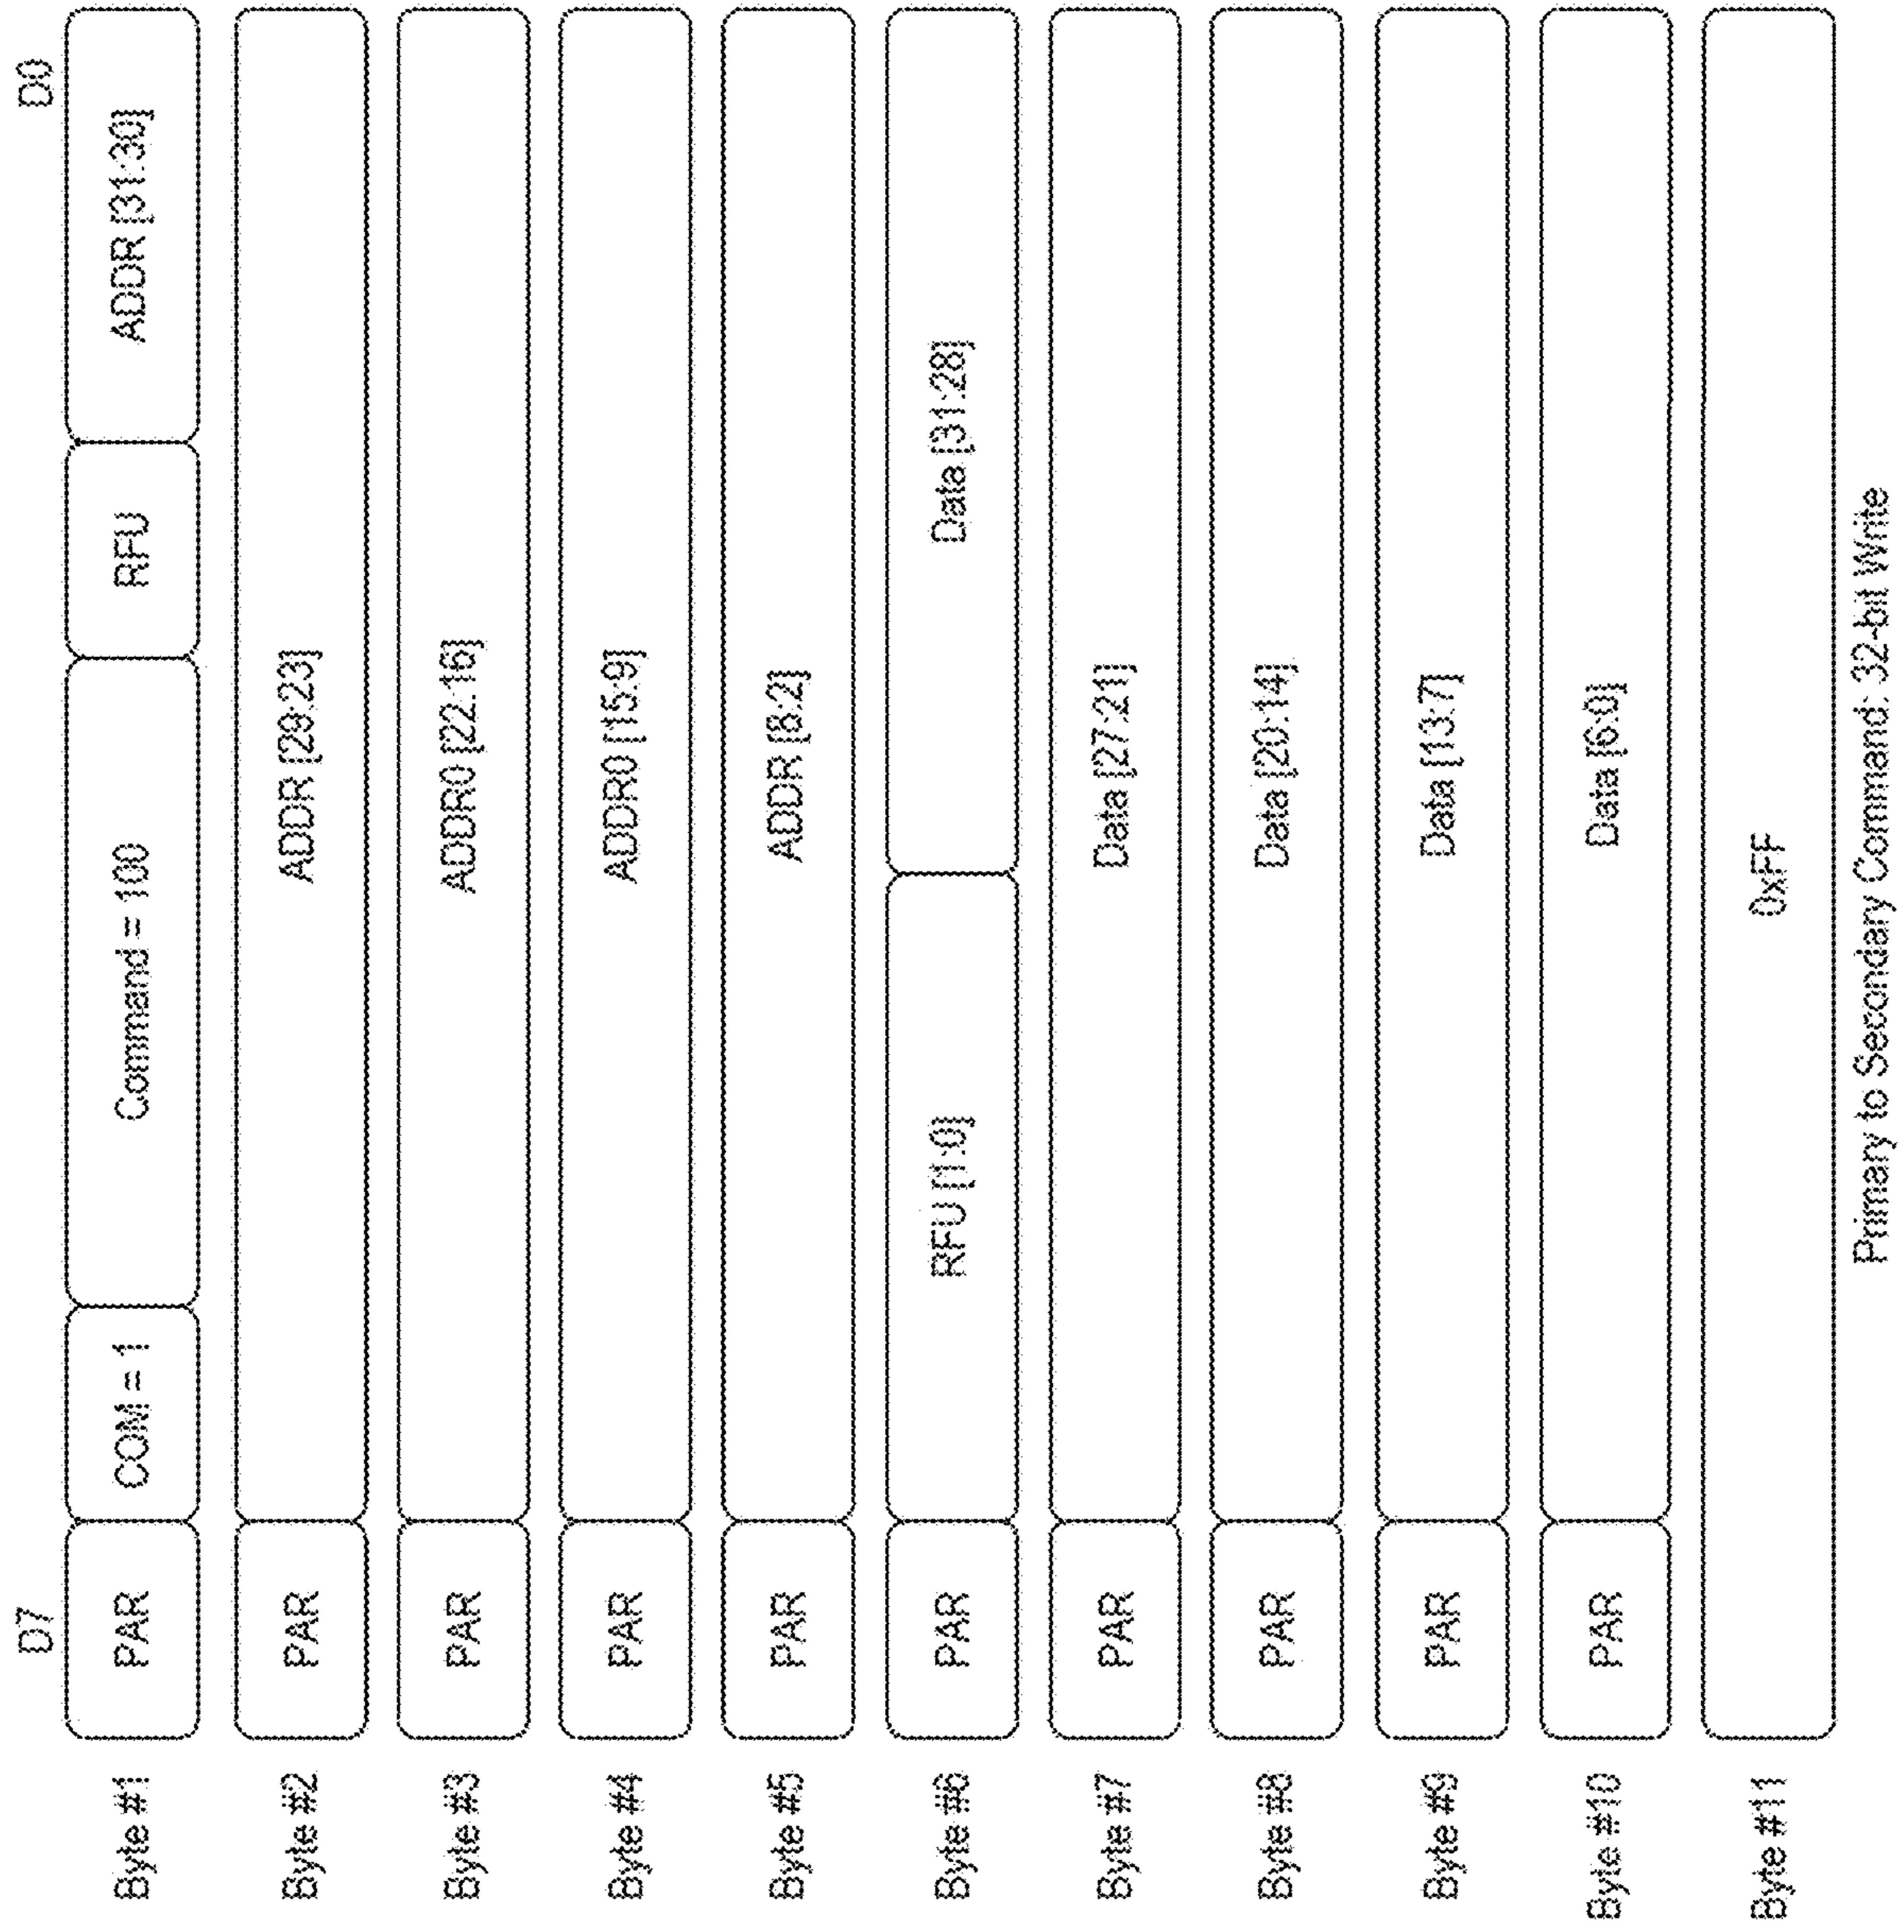 D7 D0
Byte #1 PAR COM = 1 Command = 100 RFU ADDR [31:30]
Byte #2 PAR ADDR [29:23]
Byte #3 PAR ADDR0 [22:16]
Byte #4 PAR ADDR0 [15:9]
Byte #5 PAR ADDR [8:2]
Byte #6 PAR RFU [1:0] Data [31:28]
Byte #7 PAR Data [27:21]
Byte #8 PAR Data [20:14]
Byte #9 PAR Data [13:7]
Byte #10 PAR Data [6:0]
Byte #11 0xFF
Primary to Secondary Command: 32-bit Write